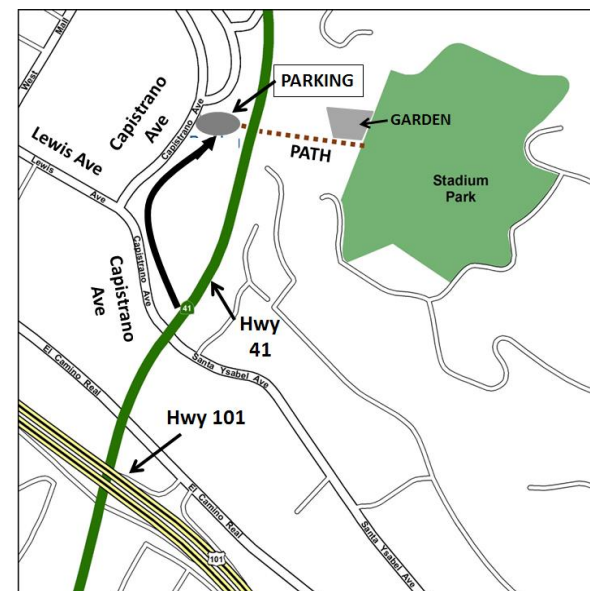 West Mall
Capistrano
Ave
Capistrano Ave
PARKING
GARDEN
Lewis Ave
Lewis Ave
PATH
Stadium
Park
Capistrano Ave
Capistrano
Ave
41
Hwy
41
Santa Ysabel Ave
El Camino Real
Hwy 101
El Camino Real
Santa Ysabel Ave
101